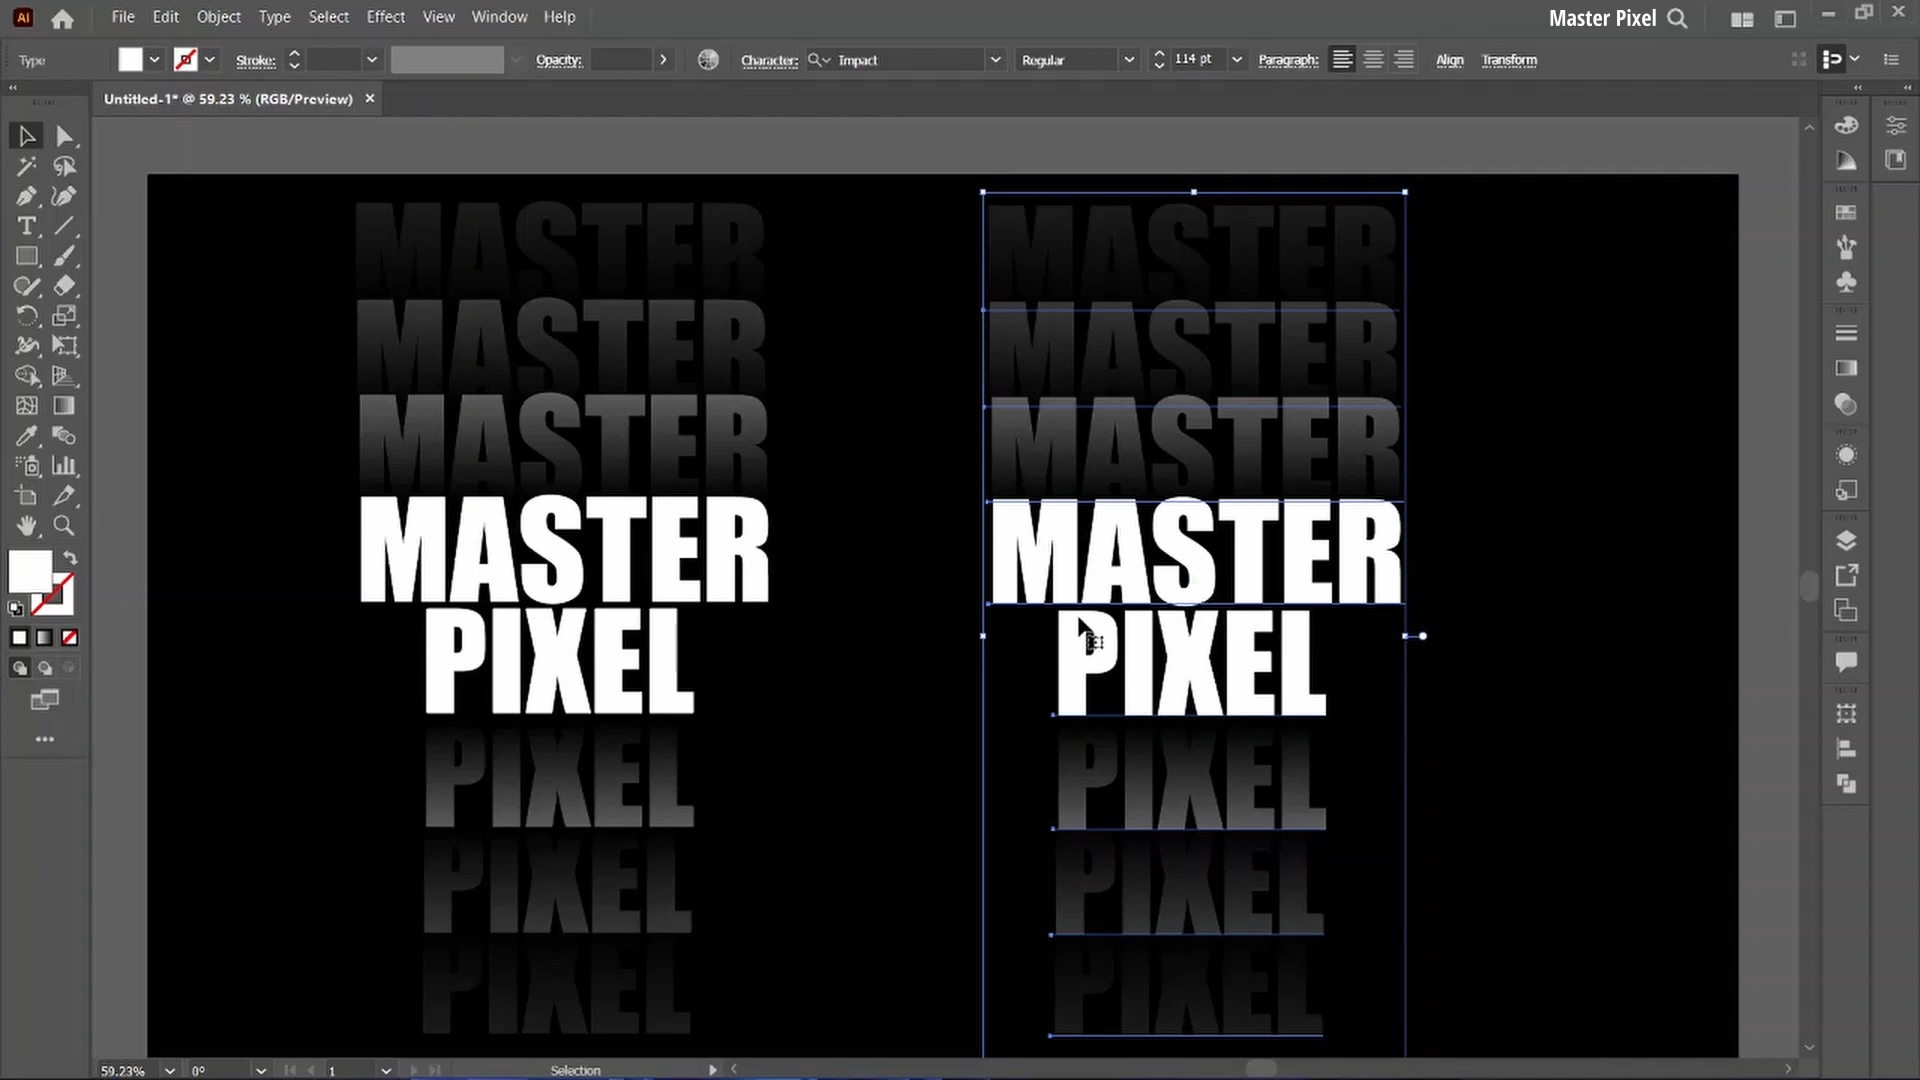 Ai File Edit Object Type Select Effect View Window Help Master Pixel
Type Stroke: Opacity: Character: Impact Regular 114 pt Paragraph: Align Transform
Untitled-1* @ 59.23 % (RGB/Preview)
MASTER
MASTER
MASTER
MASTER
PIXEL
PIXEL
PIXEL
PIXEL
MASTER
MASTER
MASTER
MASTER
PIXEL
PIXEL
PIXEL
PIXEL
59.23% 0° 1 Selection